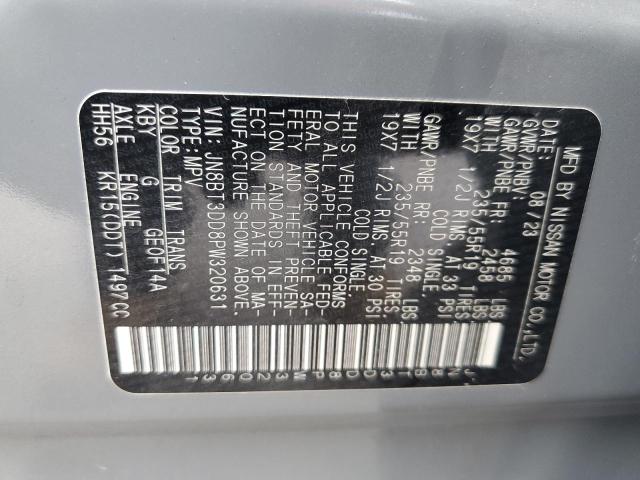 MFD BY NISSAN MOTOR CO.,LTD.
08/23
GVWR/PNBV: 4685 LBS
GAWR/PNBE FR: 2458 LBS
WITH 235/55R19 TIRES,
19X7 1/2J RIMS, AT 33 PSI
COLD SINGLE,
GAWR/PNBE RR: 2348 LBS
WITH 235/55R19 TIRES,
19X7 1/2J RIMS, AT 30 PSI
COLD SINGLE,
THIS VEHICLE CONFORMS
TO ALL APPLICABLE FED-
ERAL MOTOR VEHICLE SA-
FETY AND THEFT PREVEN-
TION STANDARDS IN EFF-
ECT ON THE DATE OF MA-
NUFACTURE SHOWN ABOVE.
VIN: JN8BT3DD8PW320631
TYPE: MPV
COLOR TRIM TRANS
KBY G GE0F14A
AXLE ENGINE
HH56 KR15(DDT) 1497CC
JN8BT3DD8PW320631